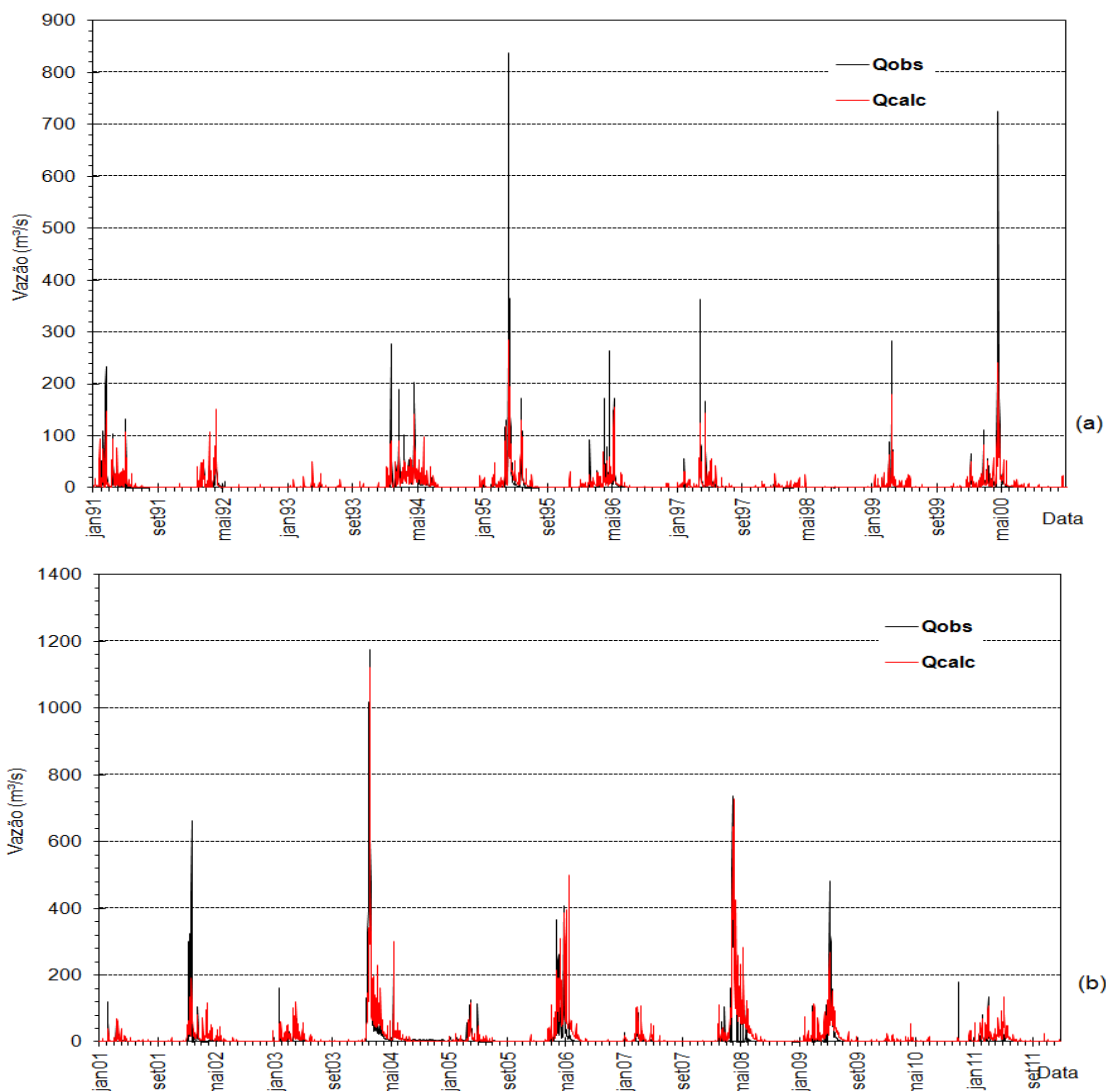 900
800
700
600
500
400
300
200
100
0
Vazão (m³/s)
Qobs
Qcalc
(a)
jan91
set91
mai92
jan93
set93
mai94
jan95
set95
mai96
jan97
set97
mai98
jan99
set99
mai00
Data
1400
1200
1000
800
600
400
200
0
Vazão (m³/s)
Qobs
Qcalc
(b)
jan01
set01
mai02
jan03
set03
mai04
jan05
set05
mai06
jan07
set07
mai08
jan09
set09
mai10
jan11
set11
Data